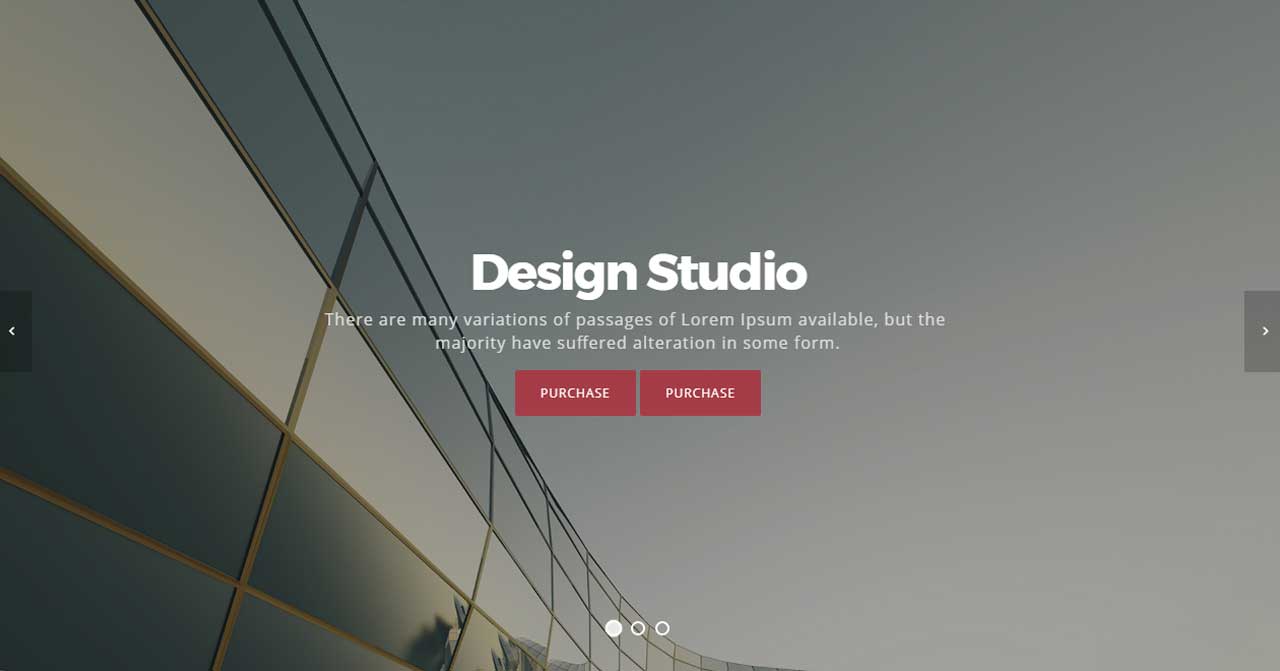 Design Studio
There are many variations of passages of Lorem Ipsum available, but the
majority have suffered alteration in some form.
PURCHASE PURCHASE